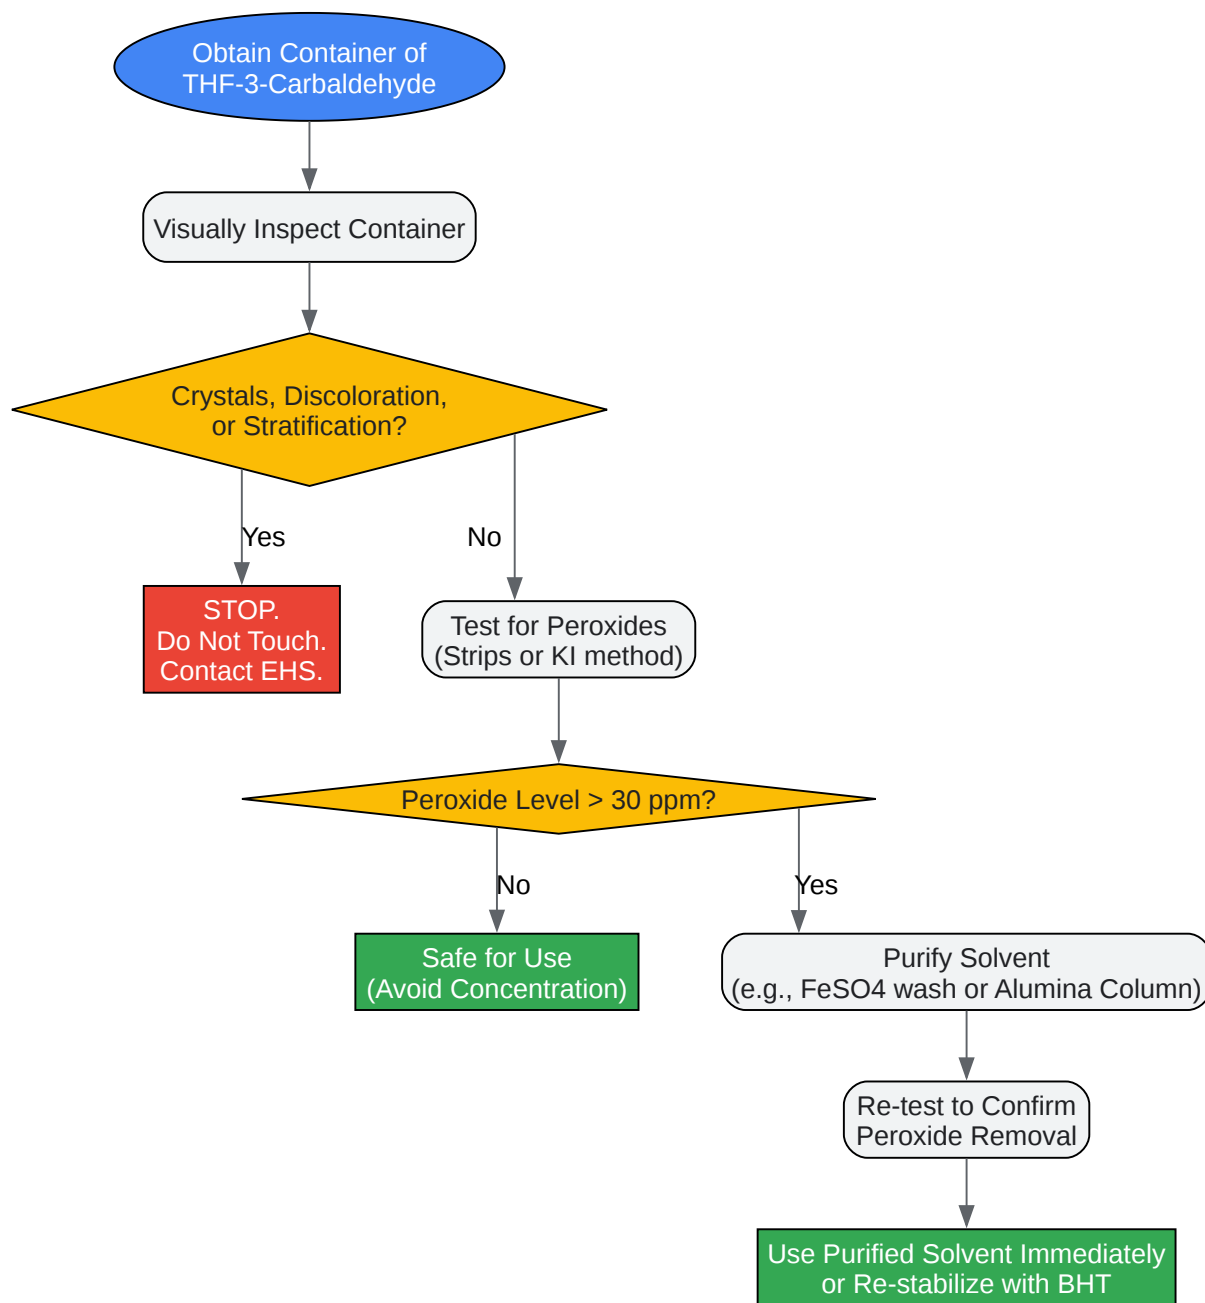 Obtain Container of
THF-3-Carbaldehyde
Visually Inspect Container
Crystals, Discoloration,
or Stratification?
Yes
No
STOP.
Do Not Touch.
Contact EHS.
Test for Peroxides
(Strips or KI method)
Peroxide Level > 30 ppm?
No
Yes
Safe for Use
(Avoid Concentration)
Purify Solvent
(e.g., FeSO4 wash or Alumina Column)
Re-test to Confirm
Peroxide Removal
Use Purified Solvent Immediately
or Re-stabilize with BHT